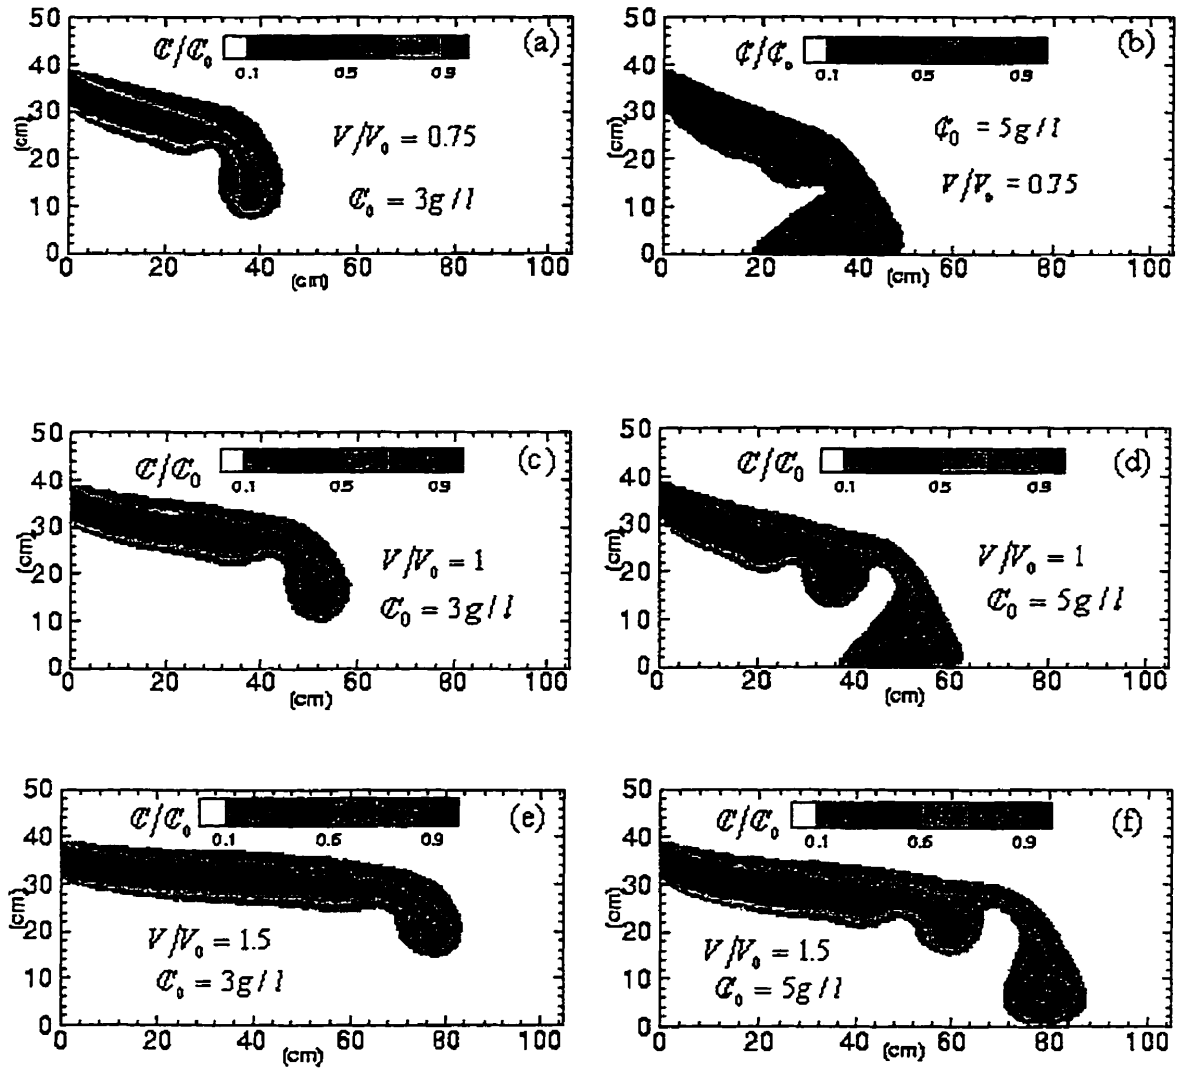 50
40
30
20
10
0
(cm)
0 20 40 60 80 100
(cm)
C/C₀
0.1 0.5 0.9
(a)
V/V₀ = 0.75
C₀ = 3g/l
50
40
30
20
10
0
(cm)
0 20 40 60 80 100
(cm)
C/C₀
0.1 0.5 0.9
(b)
C₀ = 5g/l
V/V₀ = 0.75
50
40
30
20
10
0
(cm)
0 20 40 60 80 100
(cm)
C/C₀
0.1 0.5 0.9
(c)
V/V₀ = 1
C₀ = 3g/l
50
40
30
20
10
0
(cm)
0 20 40 60 80 100
(cm)
C/C₀
0.1 0.5 0.9
(d)
V/V₀ = 1
C₀ = 5g/l
50
40
30
20
10
0
(cm)
0 20 40 60 80 100
(cm)
C/C₀
0.1 0.6 0.9
(e)
V/V₀ = 1.5
C₀ = 3g/l
50
40
30
20
10
0
(cm)
0 20 40 60 80 100
(cm)
C/C₀
0.1 0.6 0.9
(f)
V/V₀ = 1.5
C₀ = 5g/l